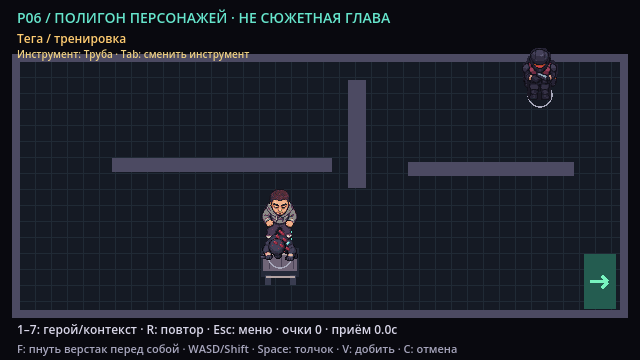 P06 / ПОЛИГОН ПЕРСОНАЖЕЙ · НЕ СЮЖЕТНАЯ ГЛАВА
Тега / тренировка
Инструмент: Труба · Tab: сменить инструмент
1–7: герой/контекст · R: повтор · Esc: меню · очки 0 · приём 0.0с
F: пнуть верстак перед собой · WASD/Shift · Space: толчок · V: добить · C: отмена